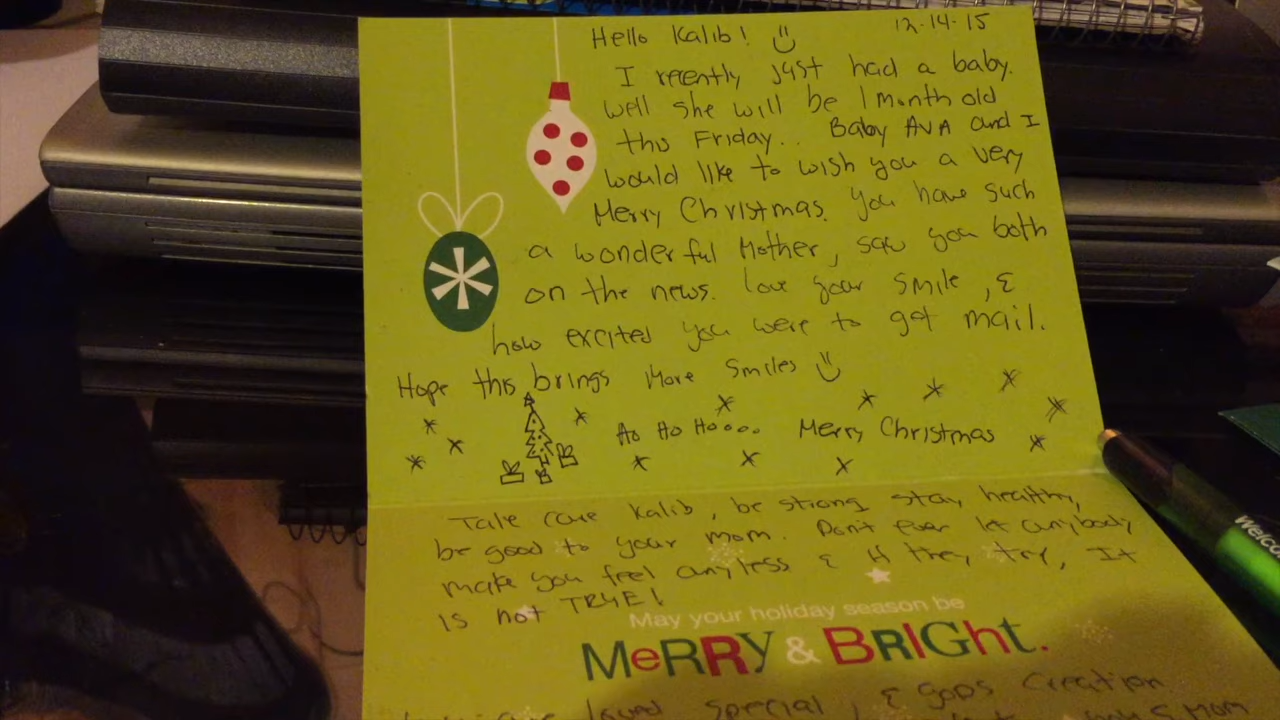 12-14-15
Hello Kalib! :)
I recently just had a baby.
well she will be 1 month old
this Friday.. Baby AVA and I
would like to wish you a very
Merry Christmas. You have such
a wonderful Mother, saw you both
on the news. love your smile, &
how excited you were to get mail.
Hope this brings More Smiles :)
Ho Ho Ho.... Merry Christmas
Take care Kalib, be strong stay healthy,
be good to your mom. Don't ever let anybody
make you feel any less & if they try, It
is not TRUE!
May your holiday season be
MeRRy & BRIGht.
loved special, & gods creation
Mom
Welco